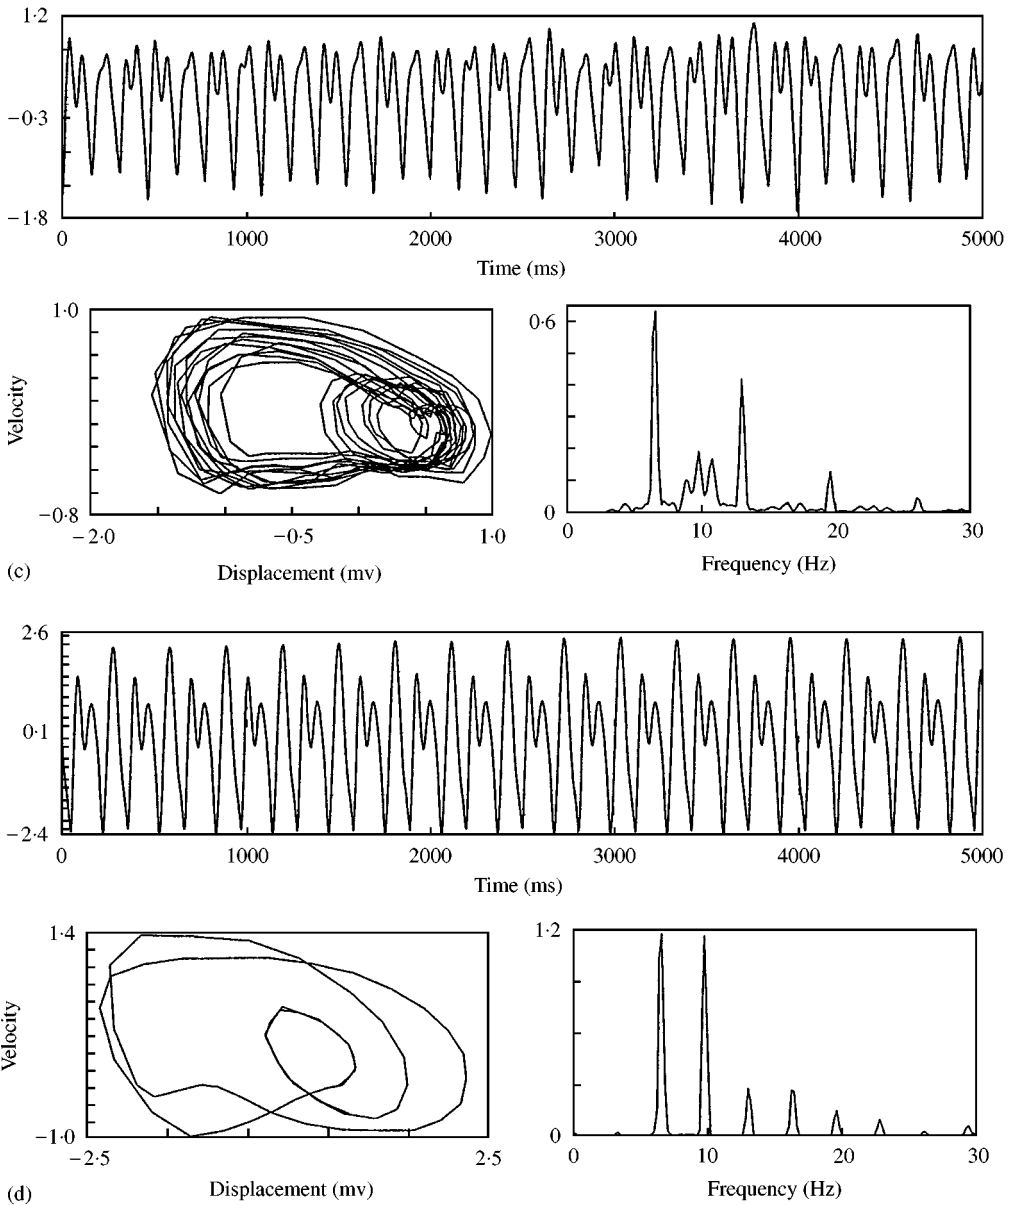 1·2
−0·3
−1·8
0 1000 2000 3000 4000 5000
Time (ms)
1·0
Velocity
−0·8
−2·0 −0·5 1·0
Displacement (mv)
0·6
0
0 10 20 30
Frequency (Hz)
(c)
2·6
0·1
−2·4
0 1000 2000 3000 4000 5000
Time (ms)
1·4
Velocity
−1·0
−2·5 2·5
Displacement (mv)
1·2
0
0 10 20 30
Frequency (Hz)
(d)